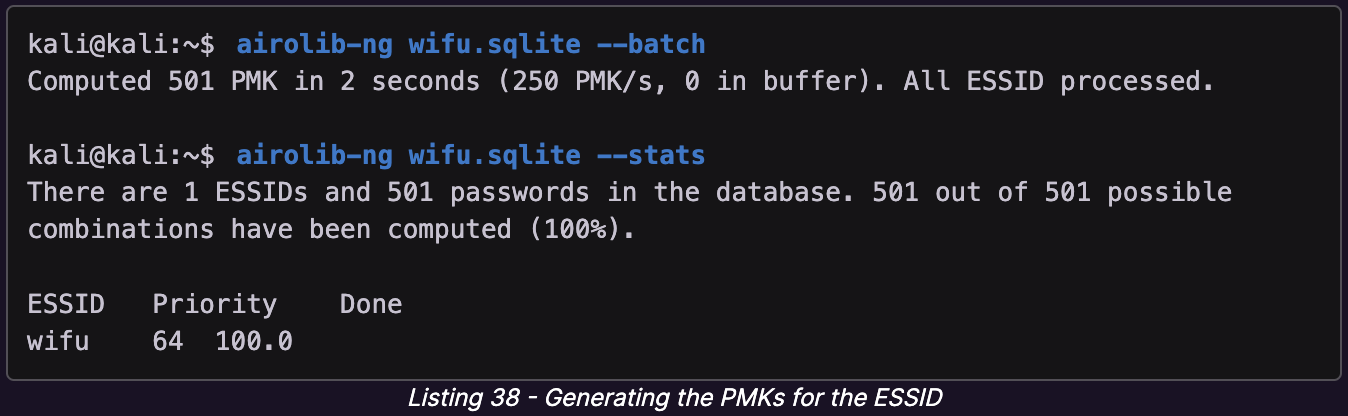 kali@kali:~$ airolib-ng wifu.sqlite --batch
Computed 501 PMK in 2 seconds (250 PMK/s, 0 in buffer). All ESSID processed.
kali@kali:~$ airolib-ng wifu.sqlite --stats
There are 1 ESSIDs and 501 passwords in the database. 501 out of 501 possible
combinations have been computed (100%).
ESSID   Priority    Done
wifu    64  100.0
Listing 38 - Generating the PMKs for the ESSID